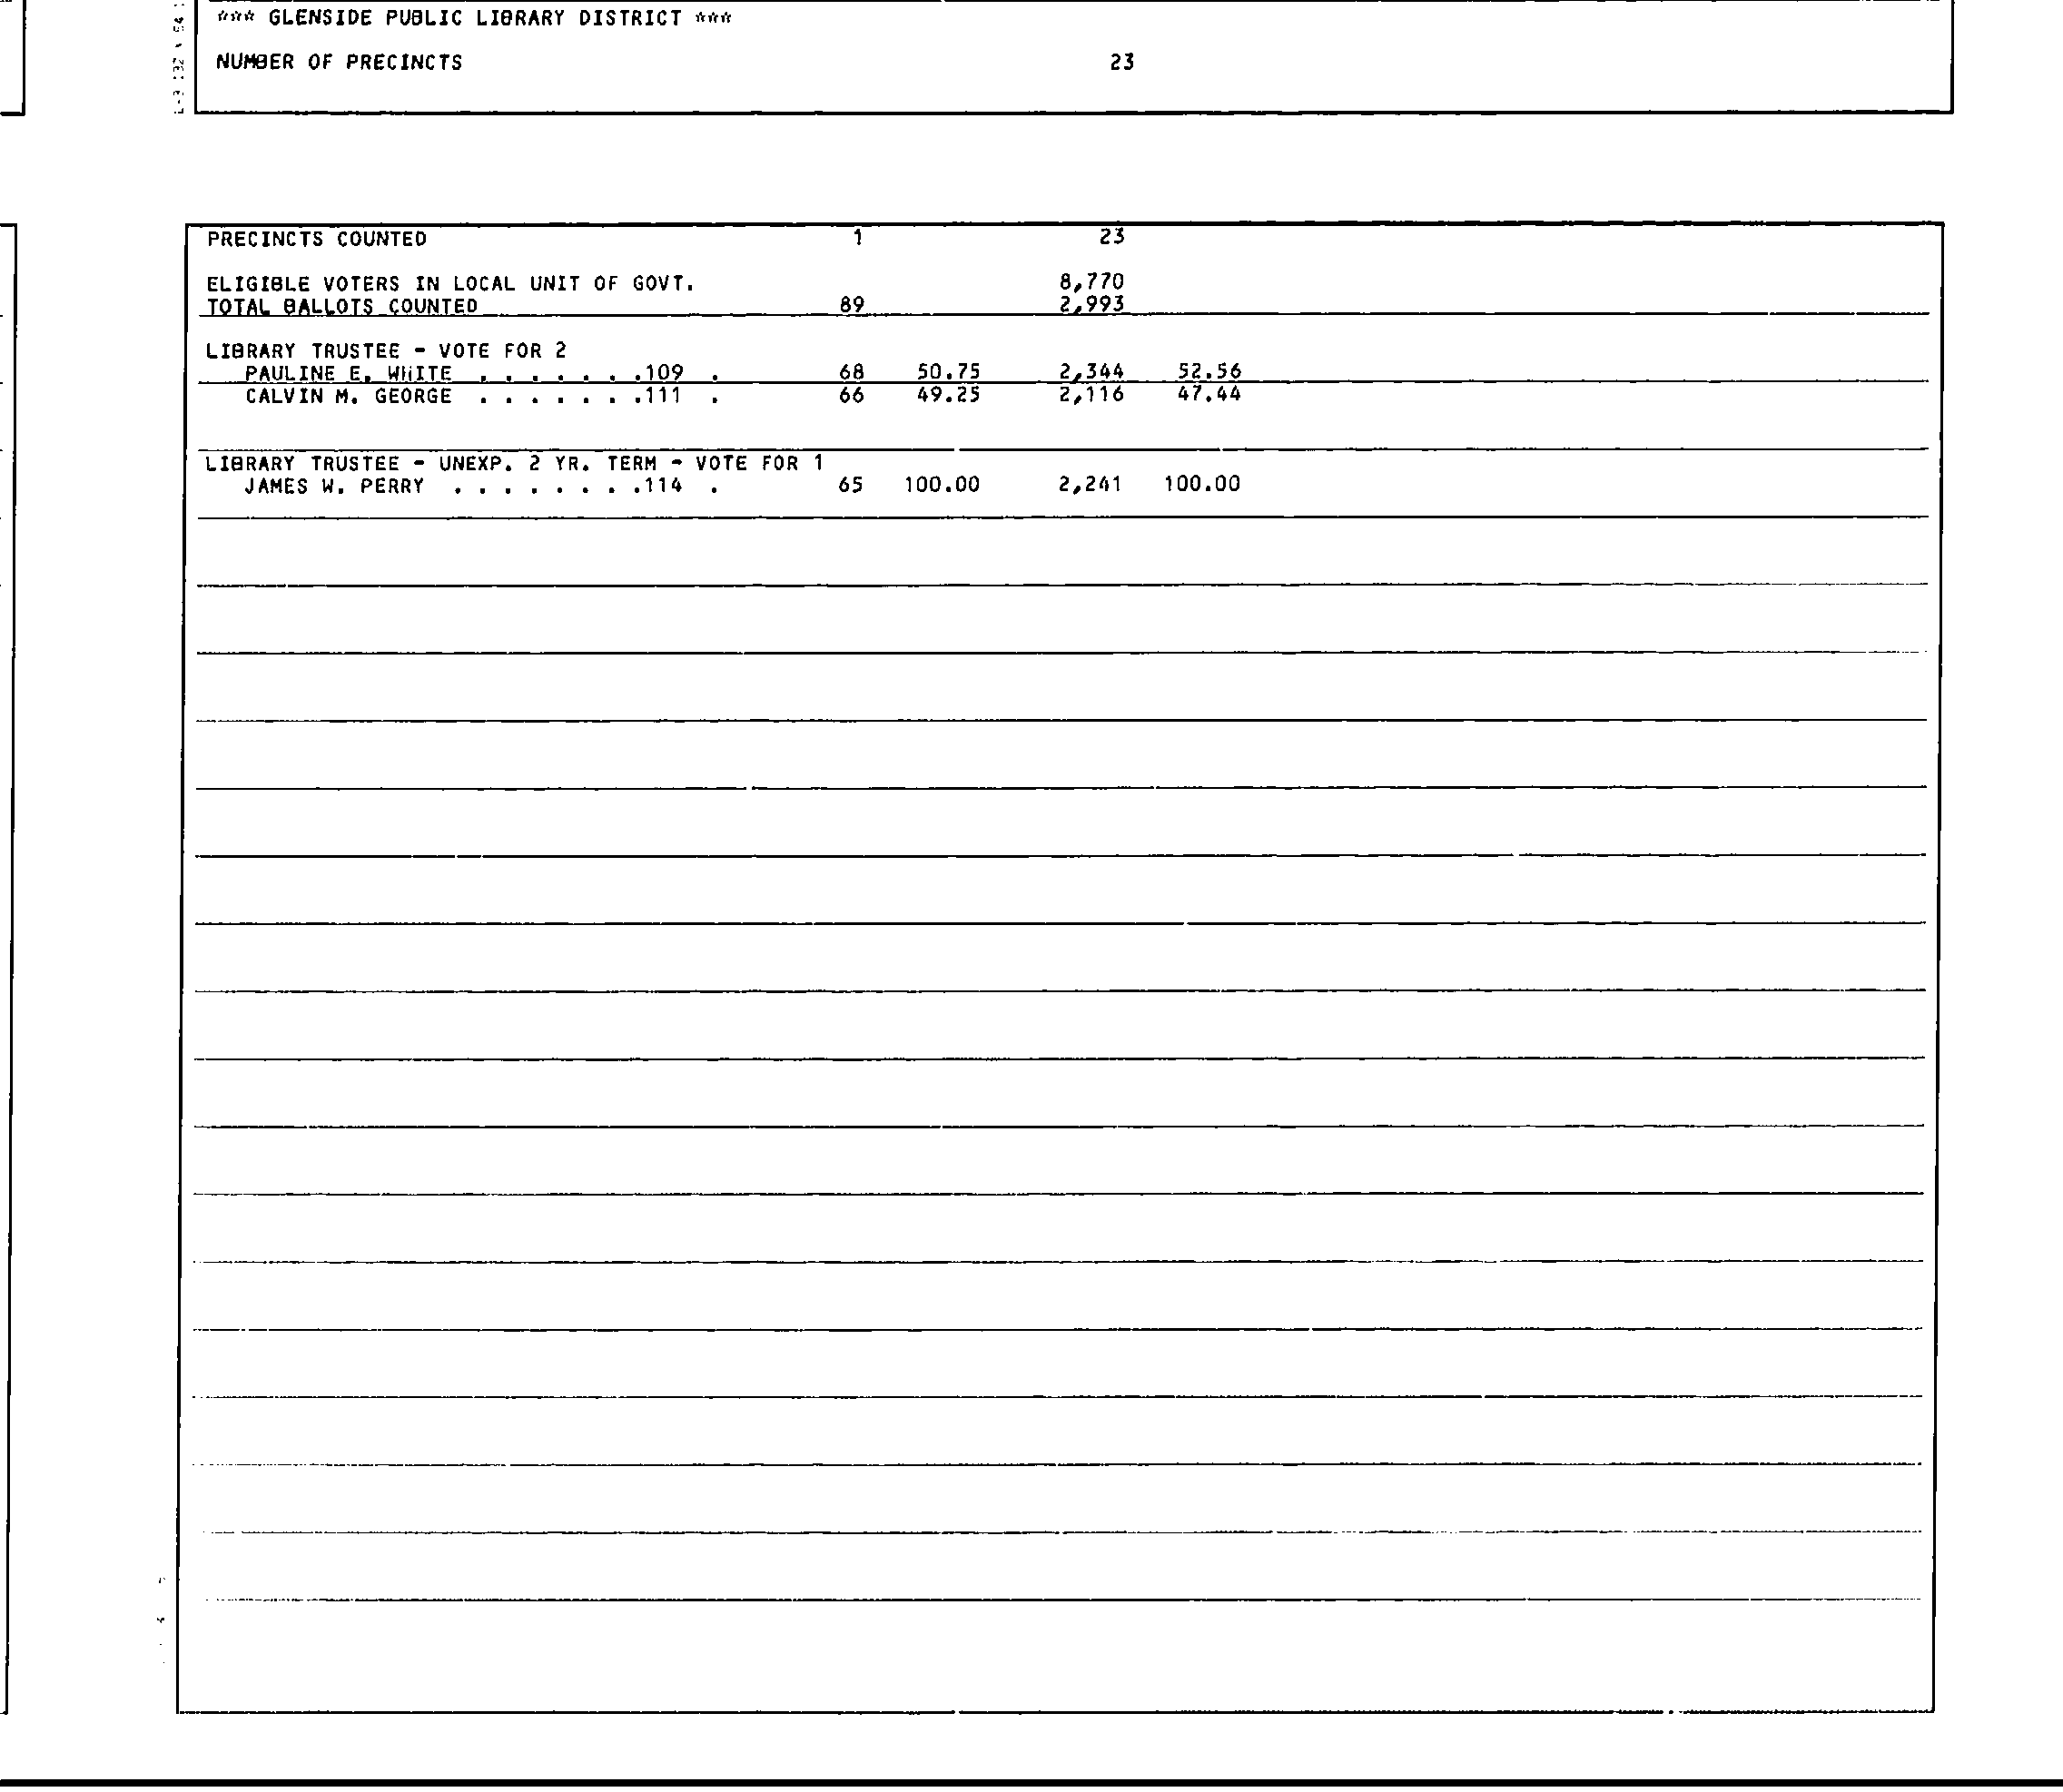 *** GLENSIDE PUBLIC LIBRARY DISTRICT ***
NUMBER OF PRECINCTS 23
PRECINCTS COUNTED 1 23
ELIGIBLE VOTERS IN LOCAL UNIT OF GOVT. 8,770
TOTAL BALLOTS COUNTED 89 2,993
LIBRARY TRUSTEE - VOTE FOR 2
PAULINE E. WHITE . . . . . . .109 . 68 50.75 2,344 52.56
CALVIN M. GEORGE . . . . . . .111 . 66 49.25 2,116 47.44
LIBRARY TRUSTEE - UNEXP. 2 YR. TERM - VOTE FOR 1
JAMES W. PERRY . . . . . . . .114 . 65 100.00 2,241 100.00